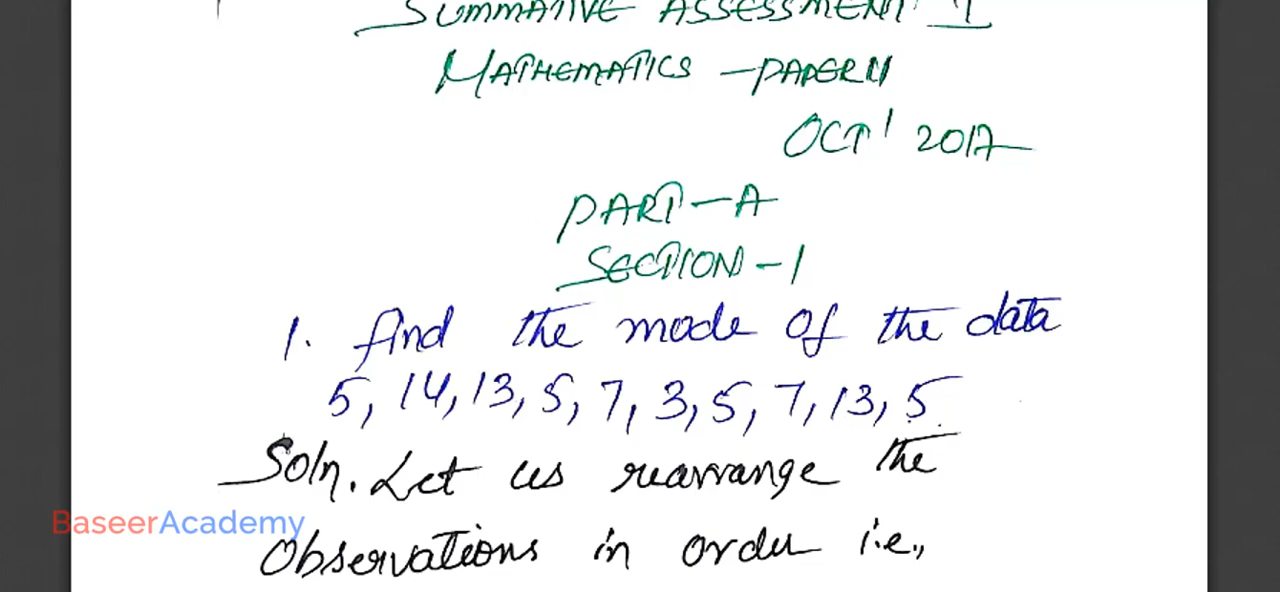 SUMMATIVE ASSESSMENT - I
MATHEMATICS - PAPER II
OCT' 2017
PART - A
SECTION - 1
1. find the mode of the data
5, 14, 13, 5, 7, 3, 5, 7, 13, 5.
Soln. Let us rearrange the
BaseerAcademy
Observations in order i.e.,